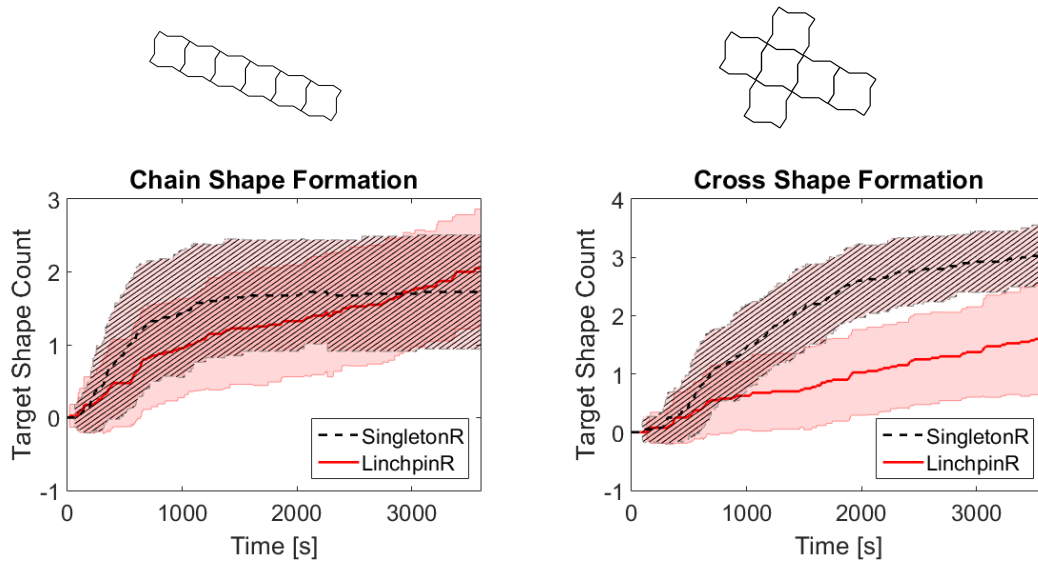 Chain Shape Formation
Target Shape Count
3
2
1
0
-1
SingletonR
LinchpinR
0
1000
2000
3000
Time [s]
Cross Shape Formation
Target Shape Count
4
3
2
1
0
-1
SingletonR
LinchpinR
0
1000
2000
3000
Time [s]